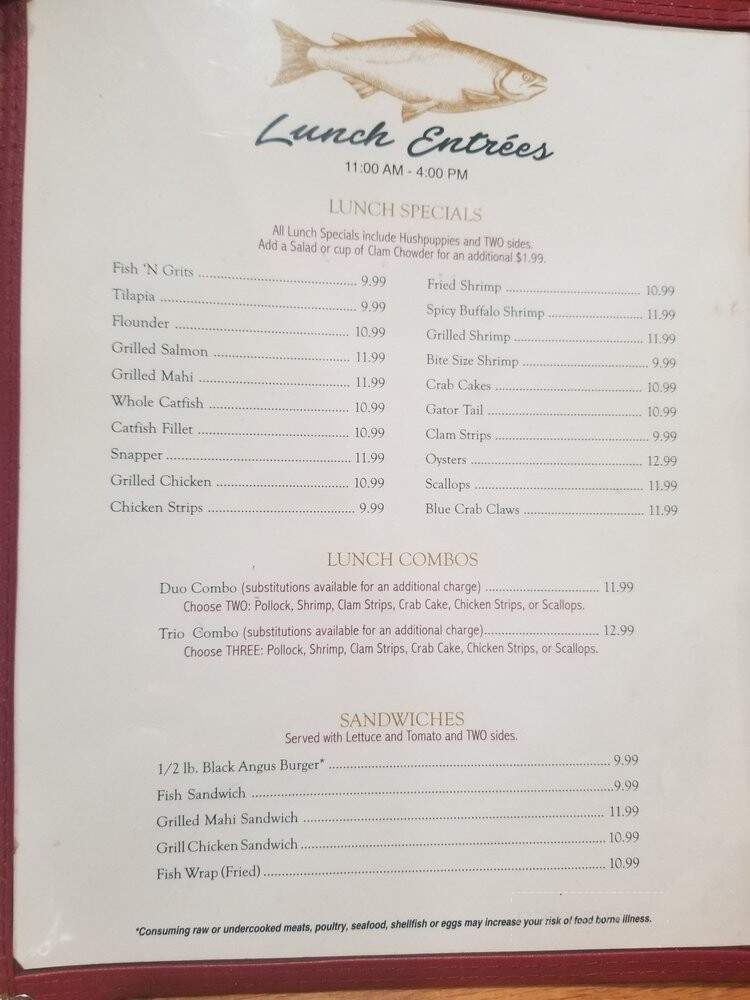 Lunch Entrées
11:00 AM - 4:00 PM
LUNCH SPECIALS
All Lunch Specials include Hushpuppies and TWO sides.
Add a Salad or cup of Clam Chowder for an additional $1.99.
Fish 'N Grits 9.99
Tilapia 9.99
Flounder 10.99
Grilled Salmon 11.99
Grilled Mahi 11.99
Whole Catfish 10.99
Catfish Fillet 10.99
Snapper 11.99
Grilled Chicken 10.99
Chicken Strips 9.99
Fried Shrimp 10.99
Spicy Buffalo Shrimp 11.99
Grilled Shrimp 11.99
Bite Size Shrimp 9.99
Crab Cakes 10.99
Gator Tail 10.99
Clam Strips 9.99
Oysters 12.99
Scallops 11.99
Blue Crab Claws 11.99
LUNCH COMBOS
Duo Combo (substitutions available for an additional charge) 11.99
Choose TWO: Pollock, Shrimp, Clam Strips, Crab Cake, Chicken Strips, or Scallops.
Trio Combo (substitutions available for an additional charge) 12.99
Choose THREE: Pollock, Shrimp, Clam Strips, Crab Cake, Chicken Strips, or Scallops.
SANDWICHES
Served with Lettuce and Tomato and TWO sides.
1/2 lb. Black Angus Burger* 9.99
Fish Sandwich 9.99
Grilled Mahi Sandwich 11.99
Grill Chicken Sandwich 10.99
Fish Wrap (Fried) 10.99
*Consuming raw or undercooked meats, poultry, seafood, shellfish or eggs may increase your risk of food borne illness.